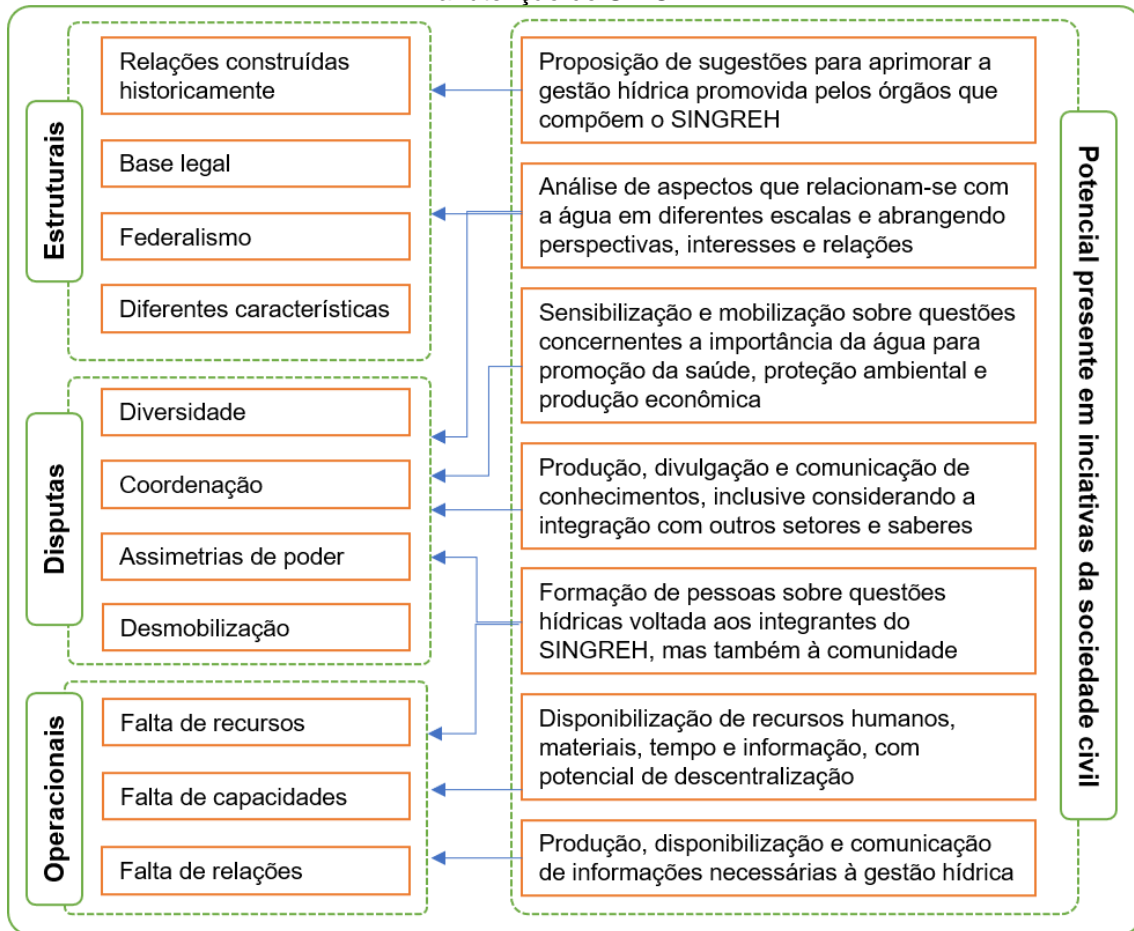 Estruturais
Relações construídas
historicamente
Base legal
Federalismo
Diferentes características
Disputas
Diversidade
Coordenação
Assimetrias de poder
Desmobilização
Operacionais
Falta de recursos
Falta de capacidades
Falta de relações
Proposição de sugestões para aprimorar a
gestão hídrica promovida pelos órgãos que
compõem o SINGREH
Análise de aspectos que relacionam-se com
a água em diferentes escalas e abrangendo
perspectivas, interesses e relações
Sensibilização e mobilização sobre questões
concernentes a importância da água para
promoção da saúde, proteção ambiental e
produção econômica
Produção, divulgação e comunicação de
conhecimentos, inclusive considerando a
integração com outros setores e saberes
Formação de pessoas sobre questões
hídricas voltada aos integrantes do
SINGREH, mas também à comunidade
Disponibilização de recursos humanos,
materiais, tempo e informação, com
potencial de descentralização
Produção, disponibilização e comunicação
de informações necessárias à gestão hídrica
Potencial presente em inciativas da sociedade civil